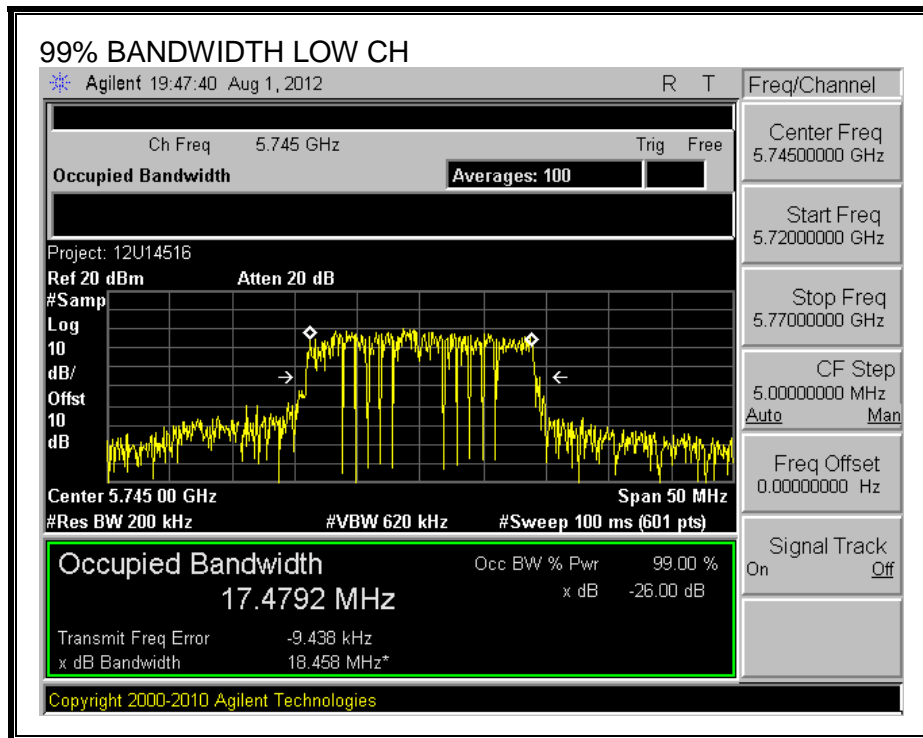 99% BANDWIDTH LOW CH
Agilent 19:47:40 Aug 1, 2012 R T
Freq/Channel
Ch Freq 5.745 GHz Trig Free
Occupied Bandwidth Averages: 100
Project: 12U14516
Ref 20 dBm Atten 20 dB
#Samp
Log
10
dB/
Offst
10
dB
Center 5.745 00 GHz Span 50 MHz
#Res BW 200 kHz #VBW 620 kHz #Sweep 100 ms (601 pts)
Occupied Bandwidth Occ BW % Pwr 99.00 %
17.4792 MHz x dB -26.00 dB
Transmit Freq Error -9.438 kHz
x dB Bandwidth 18.458 MHz*
Copyright 2000-2010 Agilent Technologies
Center Freq
5.74500000 GHz
Start Freq
5.72000000 GHz
Stop Freq
5.77000000 GHz
CF Step
5.00000000 MHz
Auto Man
Freq Offset
0.00000000 Hz
Signal Track
On Off